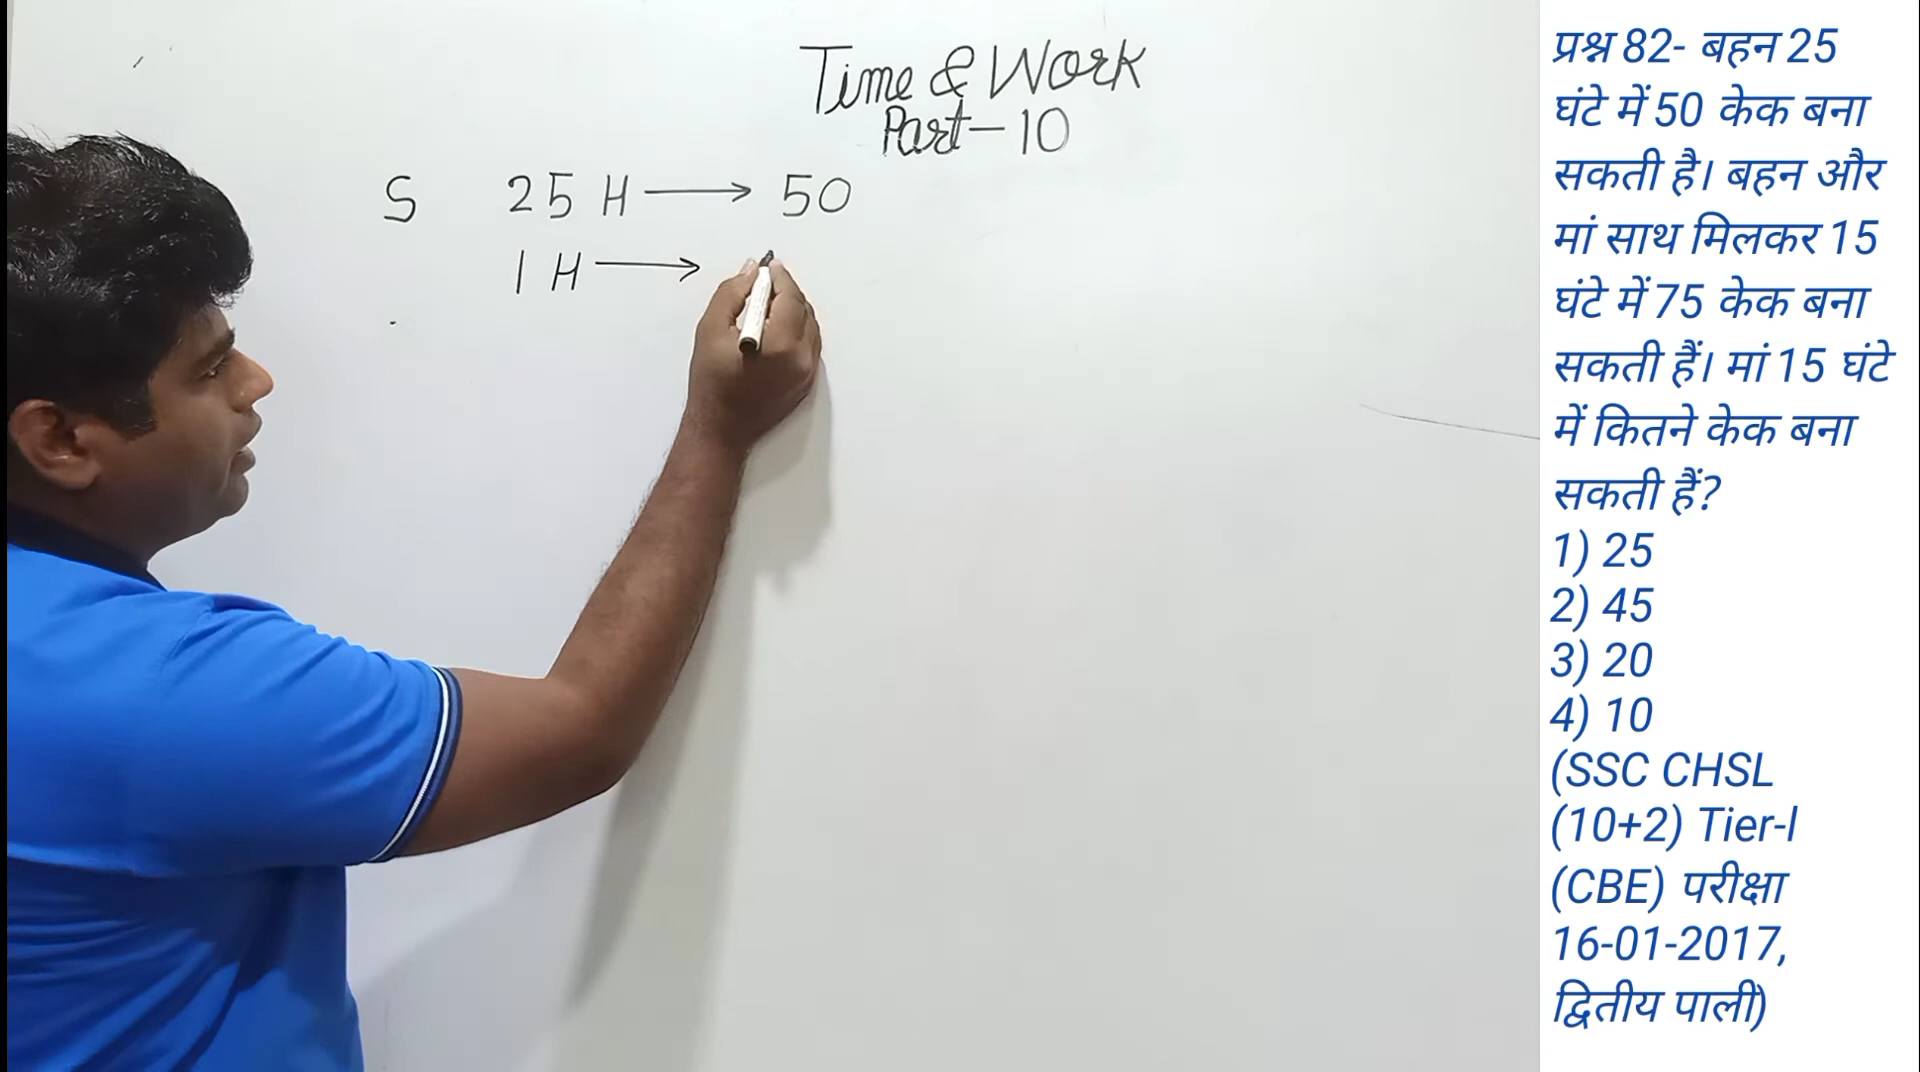 Time & Work
Part-10
S 25 H → 50
1 H →
प्रश्न 82- बहन 25
घंटे में 50 केक बना
सकती है। बहन और
मां साथ मिलकर 15
घंटे में 75 केक बना
सकती हैं। मां 15 घंटे
में कितने केक बना
सकती हैं?
1) 25
2) 45
3) 20
4) 10
(SSC CHSL
(10+2) Tier-l
(CBE) परीक्षा
16-01-2017,
द्वितीय पाली)